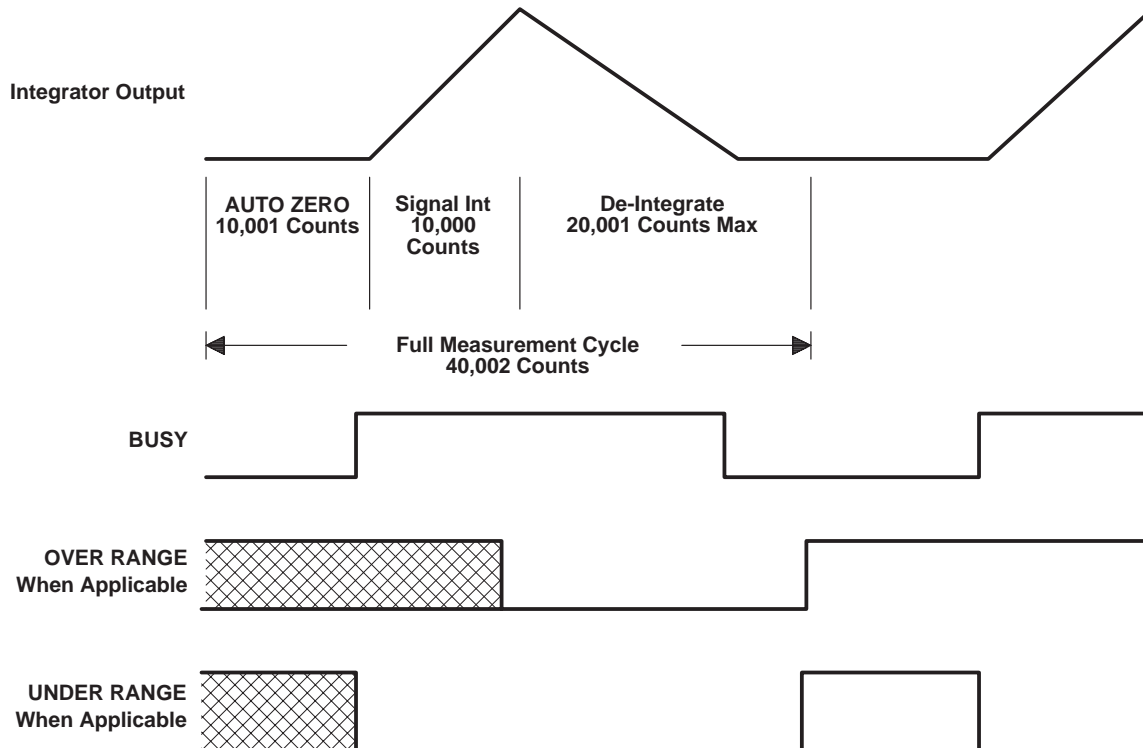 Integrator Output
AUTO ZERO
10,001 Counts
Signal Int
10,000
Counts
De-Integrate
20,001 Counts Max
Full Measurement Cycle
40,002 Counts
BUSY
OVER RANGE
When Applicable
UNDER RANGE
When Applicable